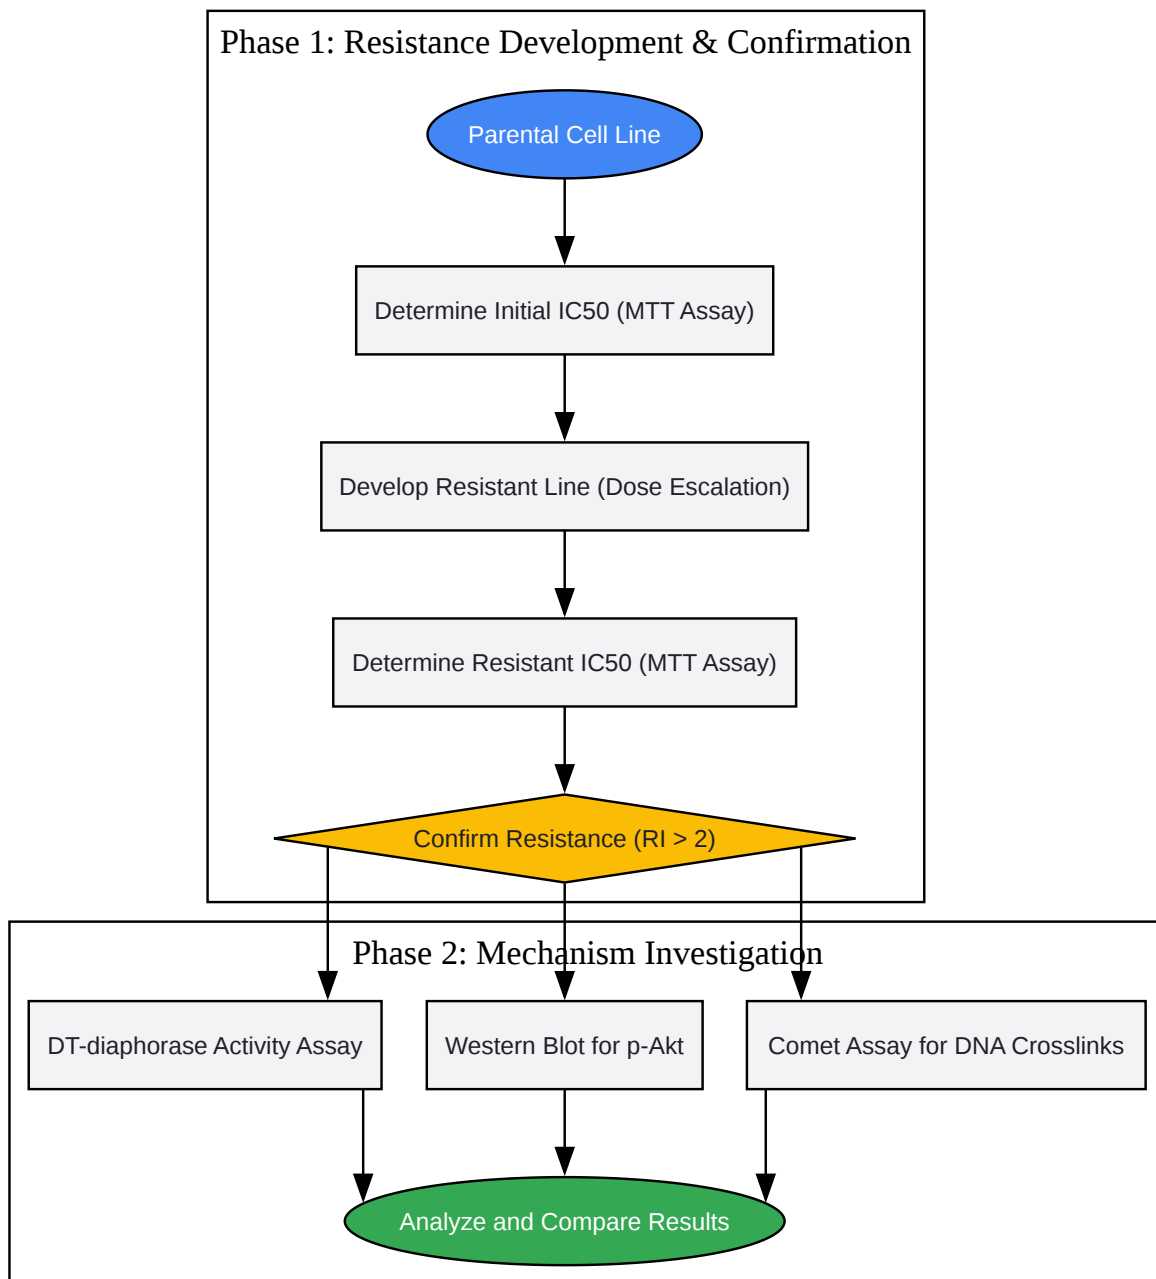 Phase 1: Resistance Development & Confirmation
Parental Cell Line
Determine Initial IC50 (MTT Assay)
Develop Resistant Line (Dose Escalation)
Determine Resistant IC50 (MTT Assay)
Confirm Resistance (RI > 2)
Phase 2: Mechanism Investigation
DT-diaphorase Activity Assay
Western Blot for p-Akt
Comet Assay for DNA Crosslinks
Analyze and Compare Results